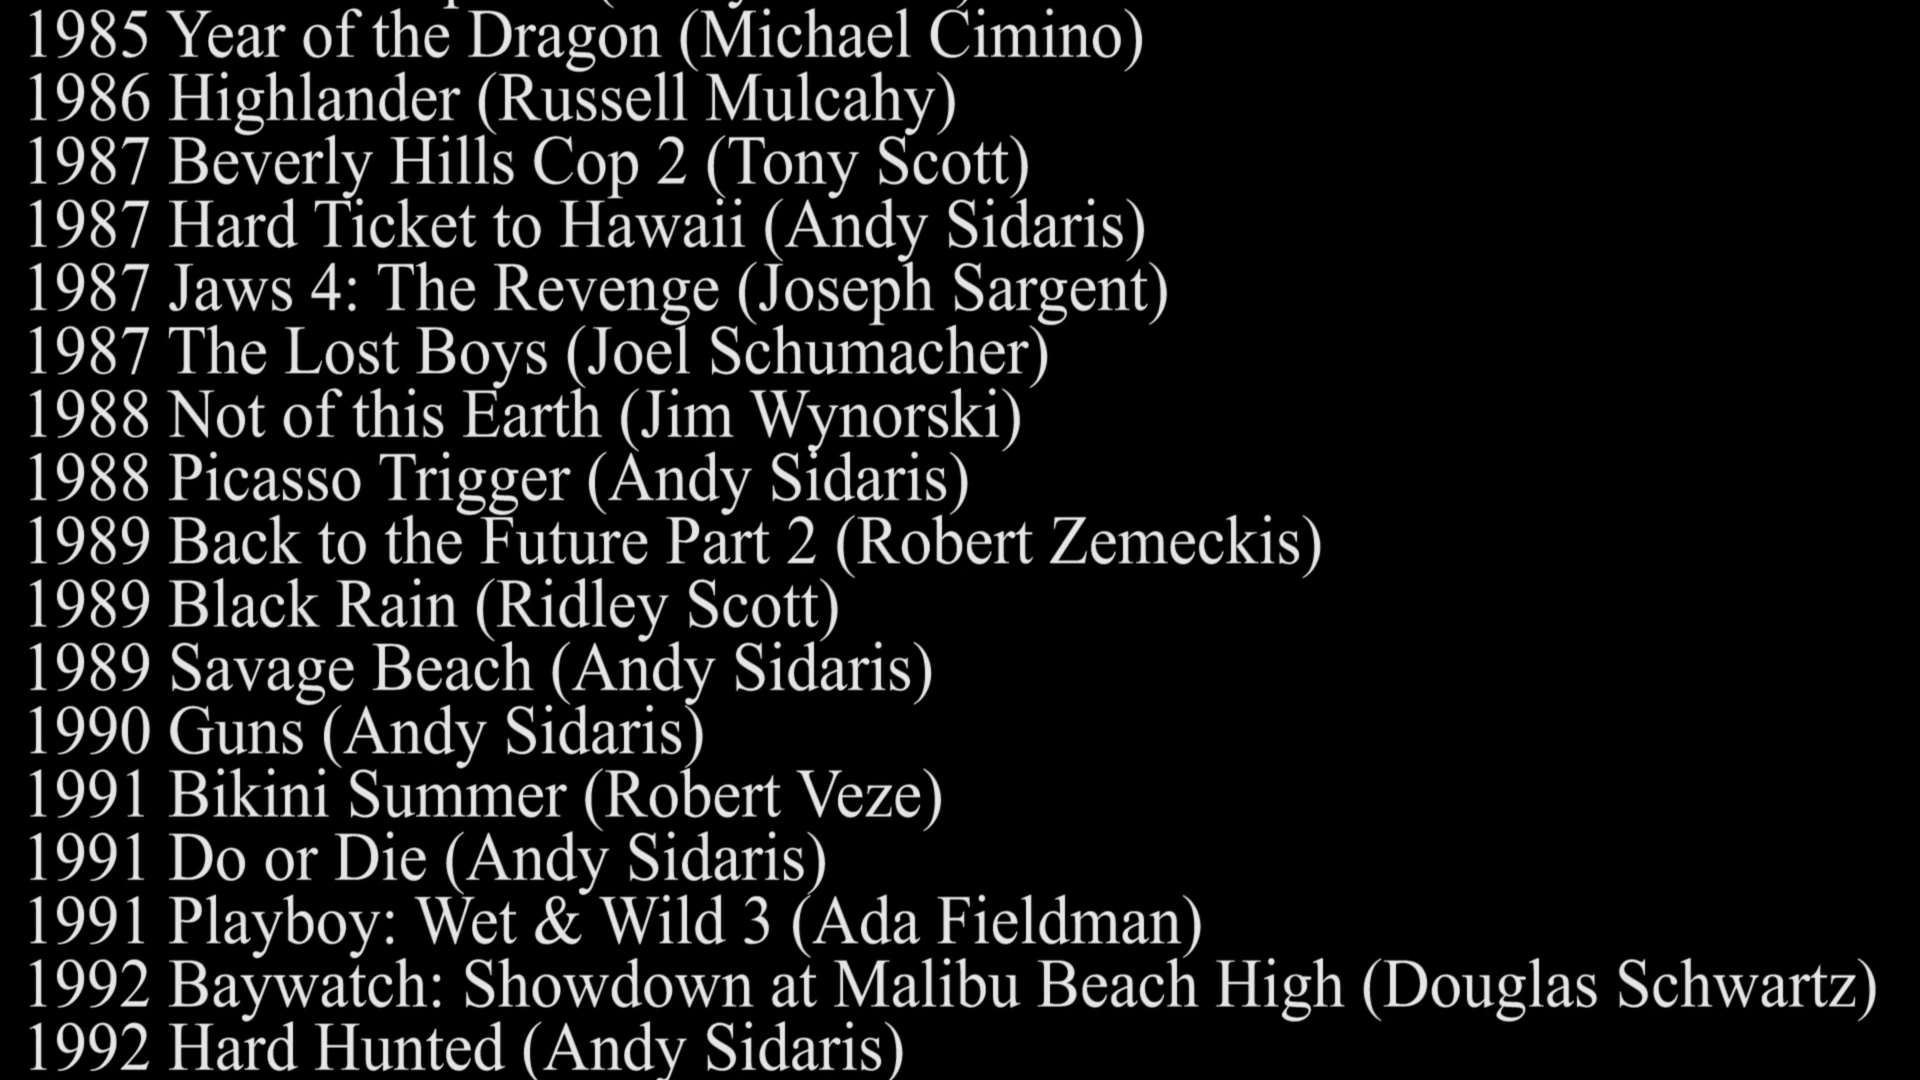 1985 Year of the Dragon (Michael Cimino)
1986 Highlander (Russell Mulcahy)
1987 Beverly Hills Cop 2 (Tony Scott)
1987 Hard Ticket to Hawaii (Andy Sidaris)
1987 Jaws 4: The Revenge (Joseph Sargent)
1987 The Lost Boys (Joel Schumacher)
1988 Not of this Earth (Jim Wynorski)
1988 Picasso Trigger (Andy Sidaris)
1989 Back to the Future Part 2 (Robert Zemeckis)
1989 Black Rain (Ridley Scott)
1989 Savage Beach (Andy Sidaris)
1990 Guns (Andy Sidaris)
1991 Bikini Summer (Robert Veze)
1991 Do or Die (Andy Sidaris)
1991 Playboy: Wet & Wild 3 (Ada Fieldman)
1992 Baywatch: Showdown at Malibu Beach High (Douglas Schwartz)
1992 Hard Hunted (Andy Sidaris)